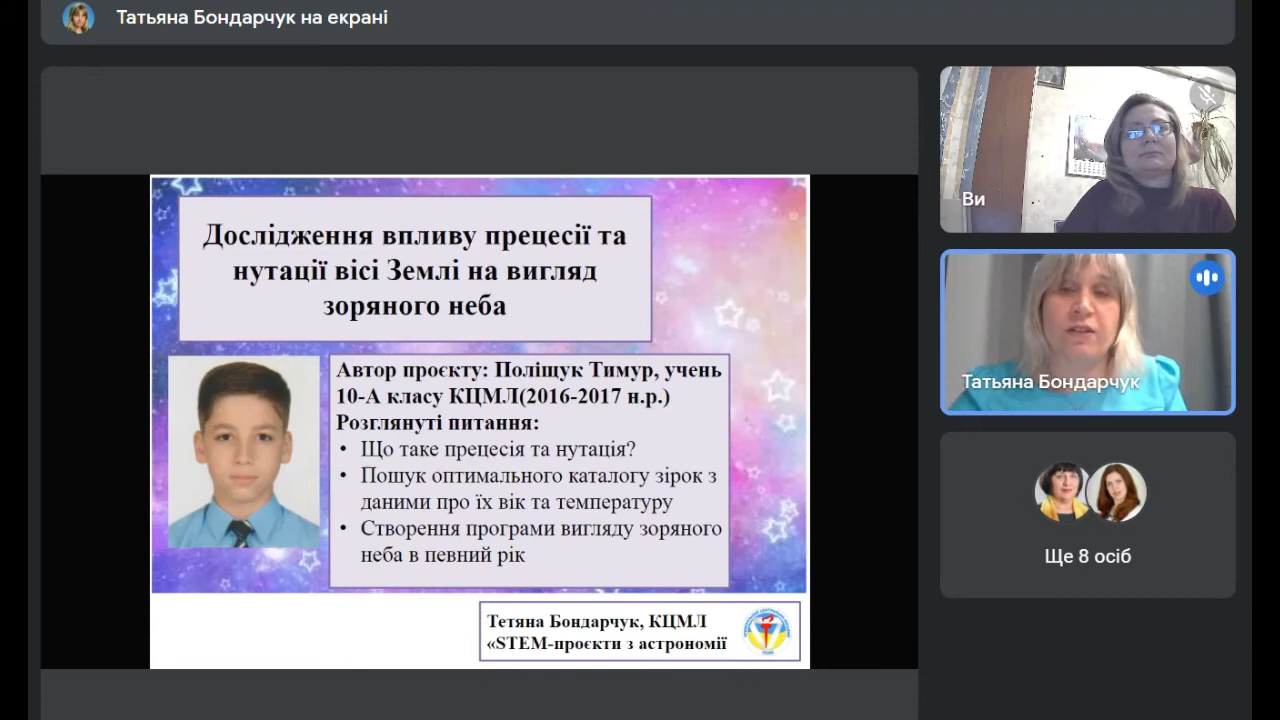 Татьяна Бондарчук на екрані
Дослідження впливу прецесії та
нутації вісі Землі на вигляд
зоряного неба
Автор проєкту: Поліщук Тимур, учень
10-А класу КЦМЛ(2016-2017 н.р.)
Розглянуті питання:
• Що таке прецесія та нутація?
• Пошук оптимального каталогу зірок з
даними про їх вік та температуру
• Створення програми вигляду зоряного
неба в певний рік
Тетяна Бондарчук, КЦМЛ
«STEM-проєкти з астрономії
Ви
Татьяна Бондарчук
Ще 8 осіб